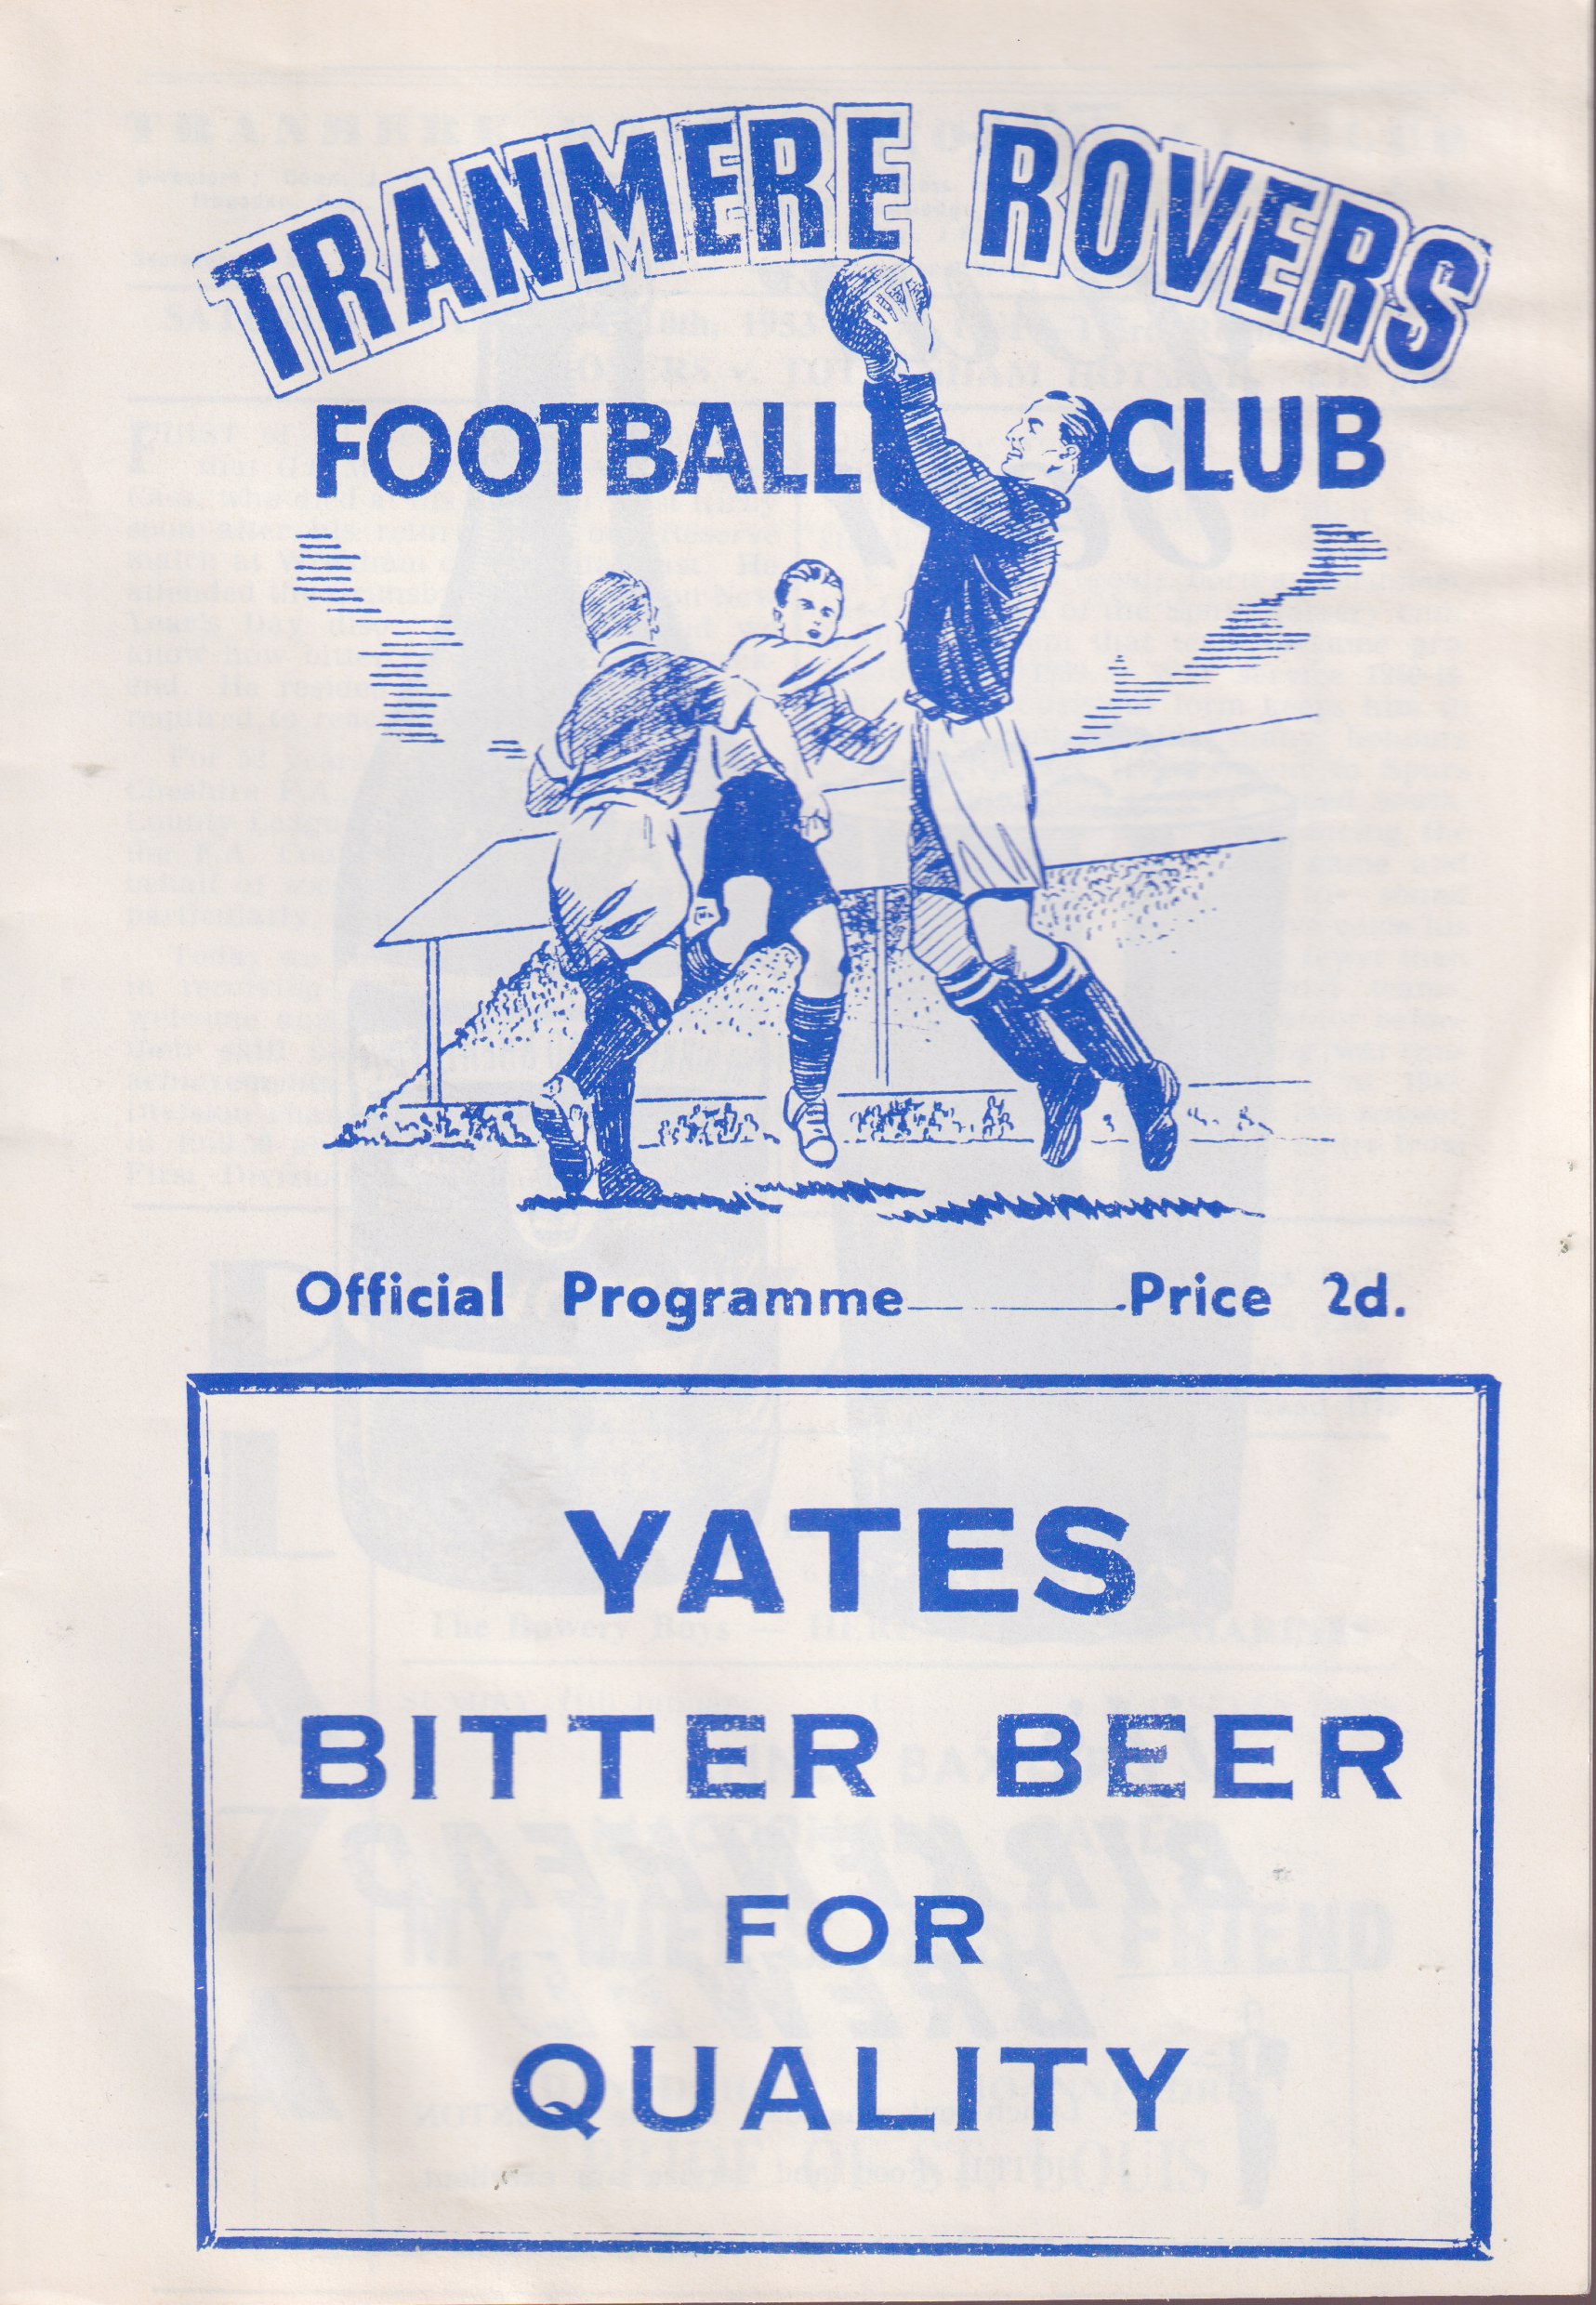 TRANMERE ROVERS
FOOTBALL CLUB
Official Programme Price 2d.
YATES
BITTER BEER
FOR
QUALITY